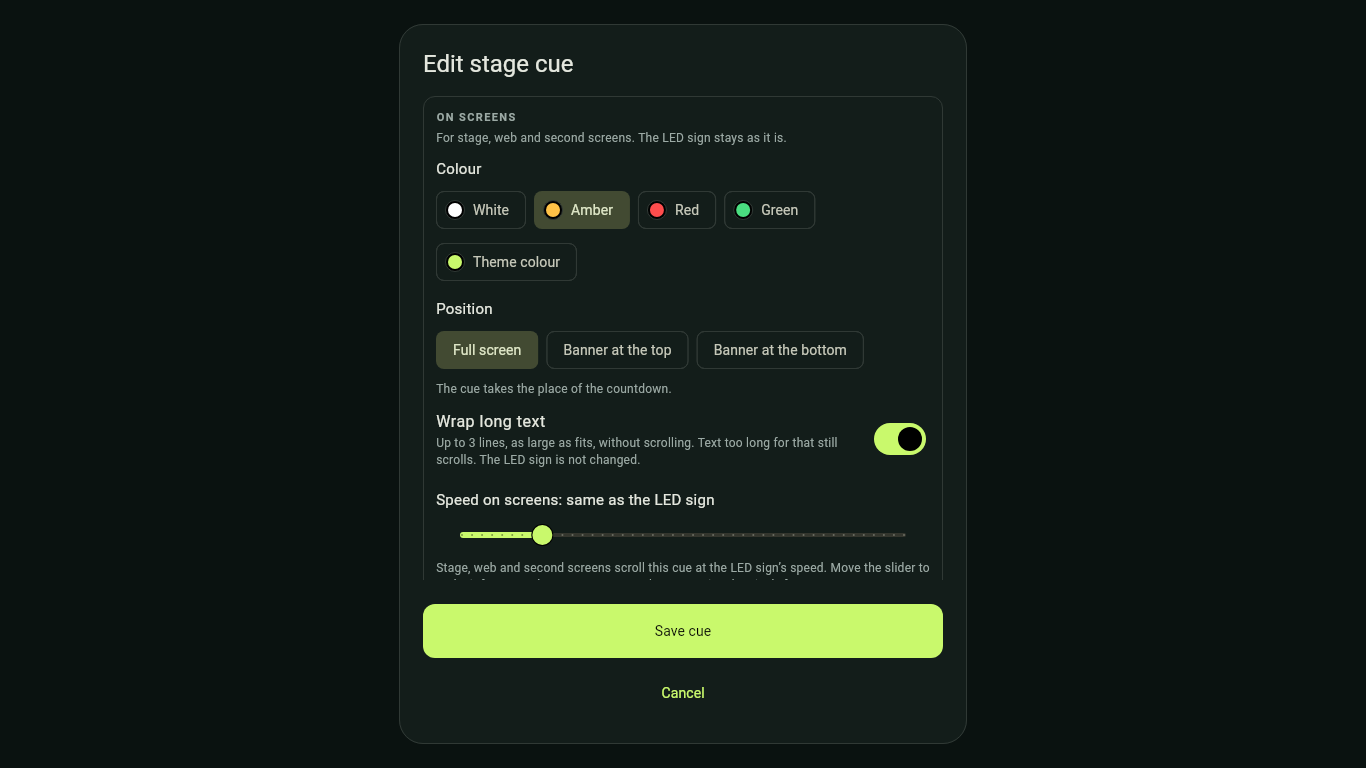 Edit stage cue
ON SCREENS
For stage, web and second screens. The LED sign stays as it is.
Colour
White
Amber
Red
Green
Theme colour
Position
Full screen
Banner at the top
Banner at the bottom
The cue takes the place of the countdown.
Wrap long text
Up to 3 lines, as large as fits, without scrolling. Text too long for that still
scrolls. The LED sign is not changed.
Speed on screens: same as the LED sign
Stage, web and second screens scroll this cue at the LED sign's speed. Move the slider to
Save cue
Cancel